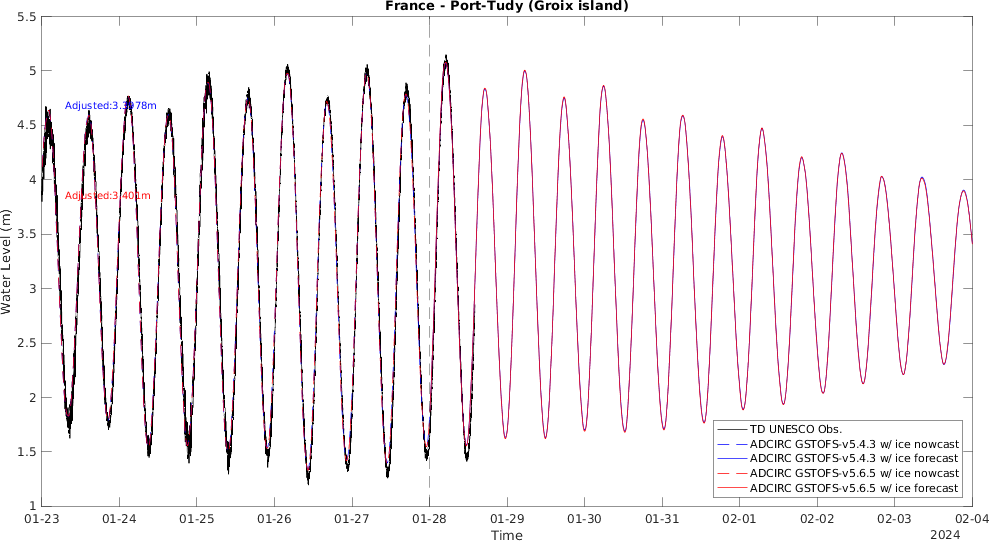 France - Port-Tudy (Groix island)
5.5
5
4.5
4
3.5
3
2.5
2
1.5
1
Water Level (m)
Adjusted:3.3978m
Adjusted:3.401m
TD UNESCO Obs.
ADCIRC GSTOFS-v5.4.3 w/ ice nowcast
ADCIRC GSTOFS-v5.4.3 w/ ice forecast
ADCIRC GSTOFS-v5.6.5 w/ ice nowcast
ADCIRC GSTOFS-v5.6.5 w/ ice forecast
01-23 01-24 01-25 01-26 01-27 01-28 01-29 01-30 01-31 02-01 02-02 02-03 02-04
Time
2024